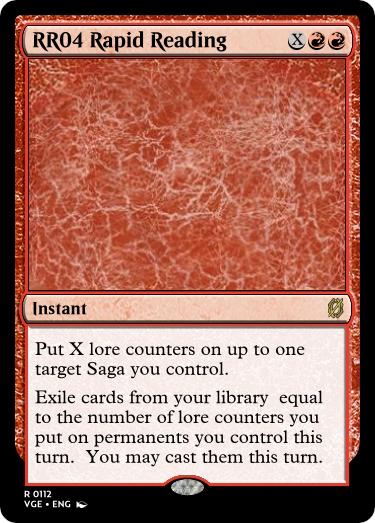 RR04 Rapid Reading X
Instant
Put X lore counters on up to one
target Saga you control.
Exile cards from your library  equal
to the number of lore counters you
put on permanents you control this
turn.  You may cast them this turn.
R 0112
VGE • ENG